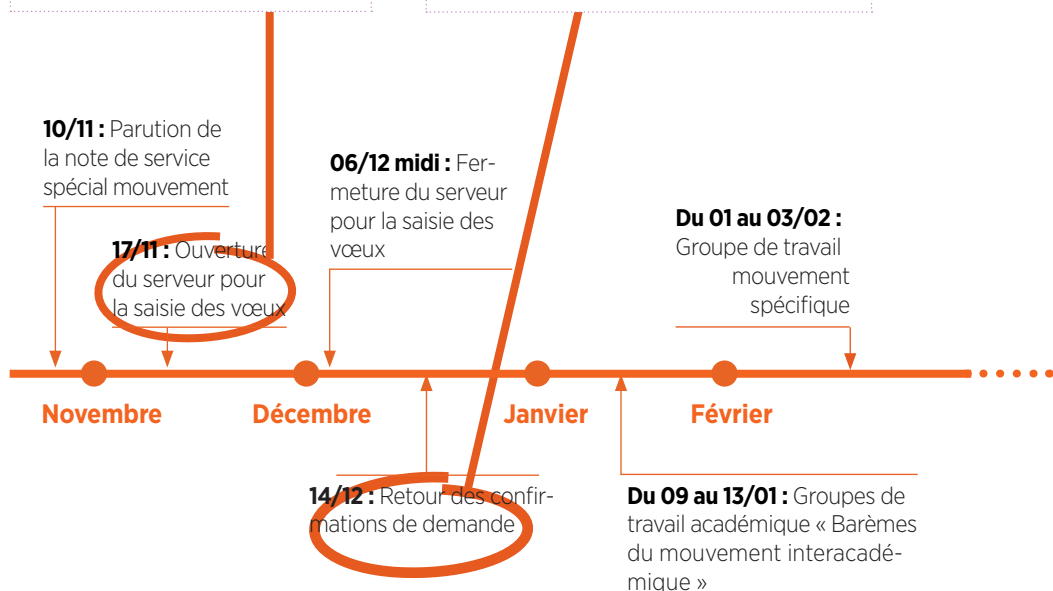 10/11 : Parution de
la note de service
spécial mouvement
17/11 : Ouverture
du serveur pour
la saisie des vœux
06/12 midi : Fer-
meture du serveur
pour la saisie des
vœux
Du 01 au 03/02 :
Groupe de travail
mouvement
spécifique
Novembre
Décembre
Janvier
Février
14/12 : Retour des confir-
mations de demande
Du 09 au 13/01 : Groupes de
travail académique « Barèmes
du mouvement interacadé-
mique »